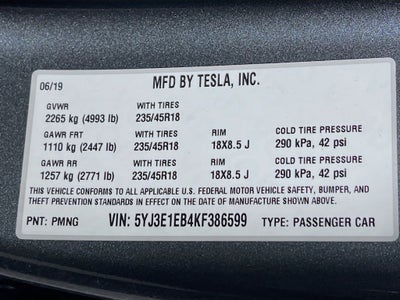 06/19 MFD BY TESLA, INC.
GVWR WITH TIRES
2265 kg (4993 lb) 235/45R18
GAWR FRT WITH TIRES RIM COLD TIRE PRESSURE
1110 kg (2447 lb) 235/45R18 18X8.5 J 290 kPa, 42 psi
GAWR RR WITH TIRES RIM COLD TIRE PRESSURE
1257 kg (2771 lb) 235/45R18 18X8.5 J 290 kPa, 42 psi
THIS VEHICLE CONFORMS TO ALL APPLICABLE U.S. FEDERAL MOTOR VEHICLE SAFETY, BUMPER, AND
THEFT PREVENTION STANDARDS IN EFFECT ON THE DATE OF MANUFACTURE SHOWN ABOVE.
PNT: PMNG VIN: 5YJ3E1EB4KF386599 TYPE: PASSENGER CAR